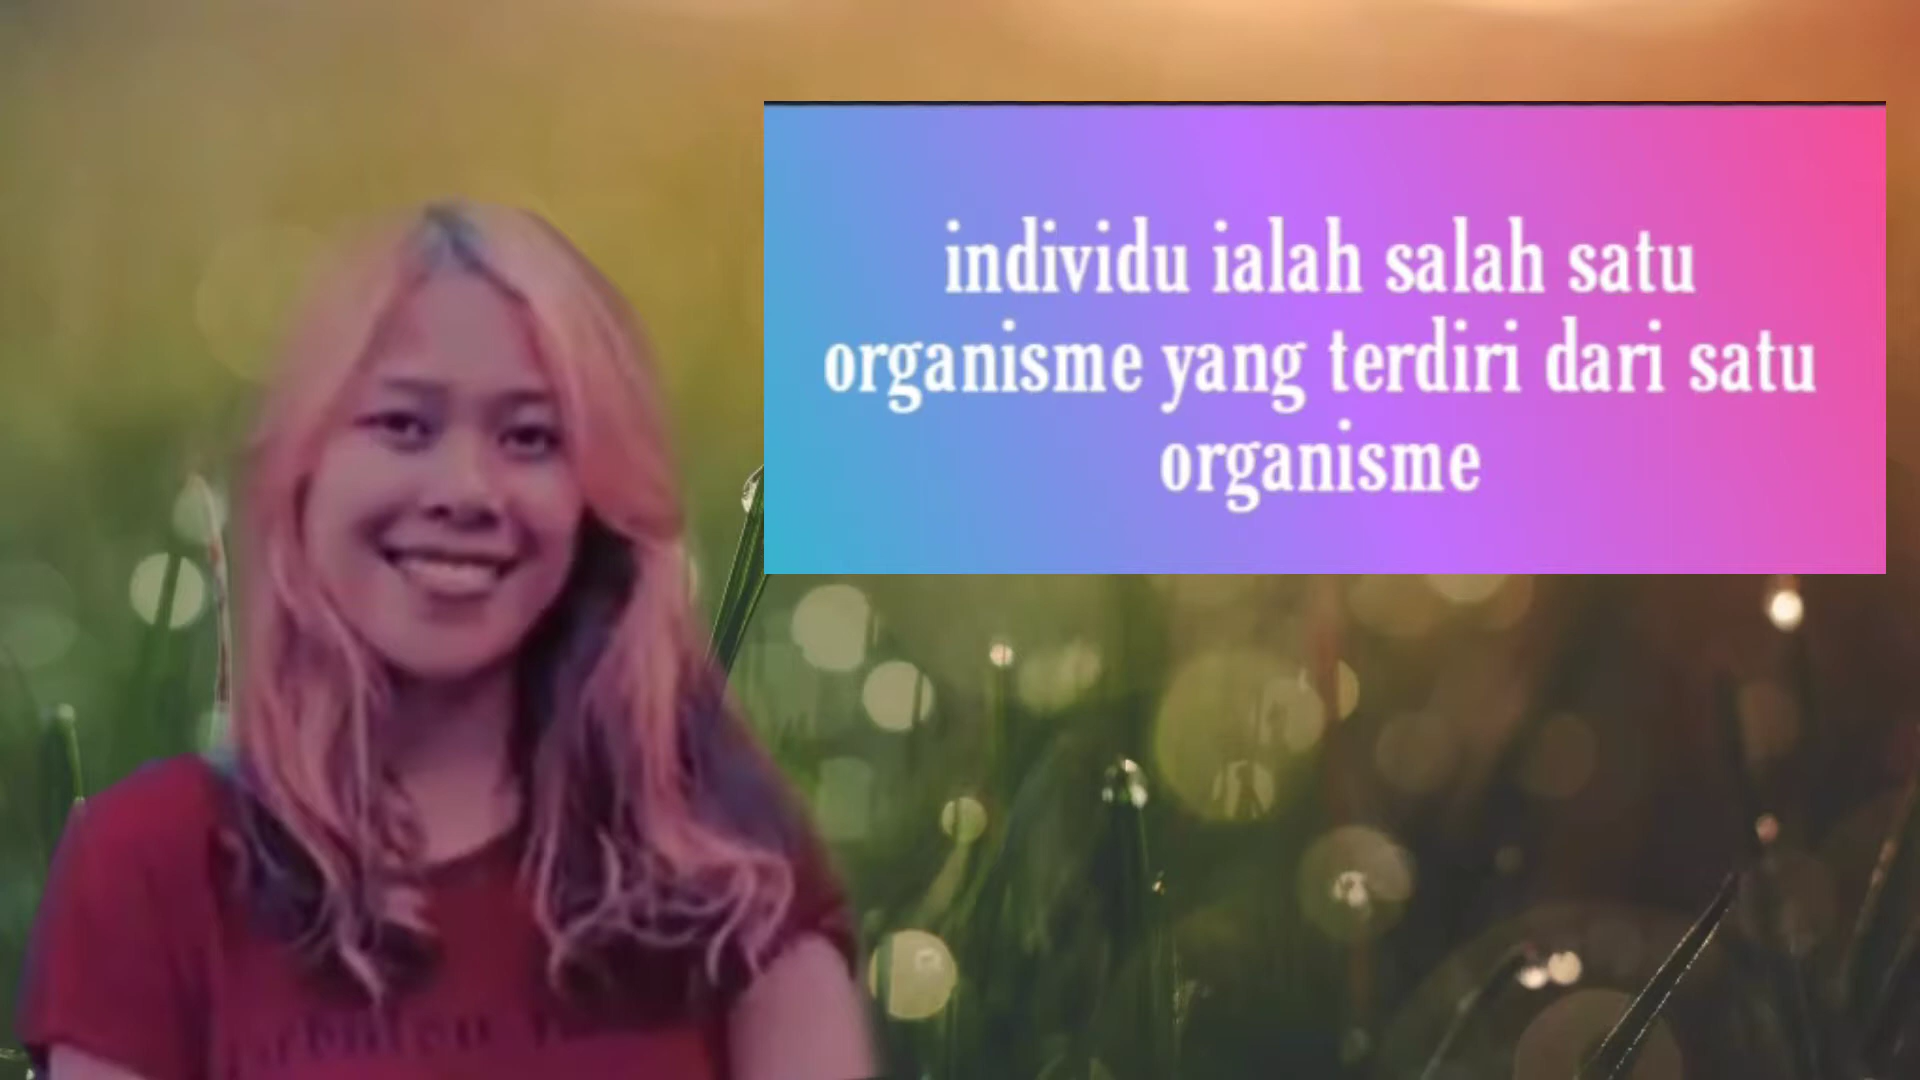 individu ialah salah satu
organisme yang terdiri dari satu
organisme